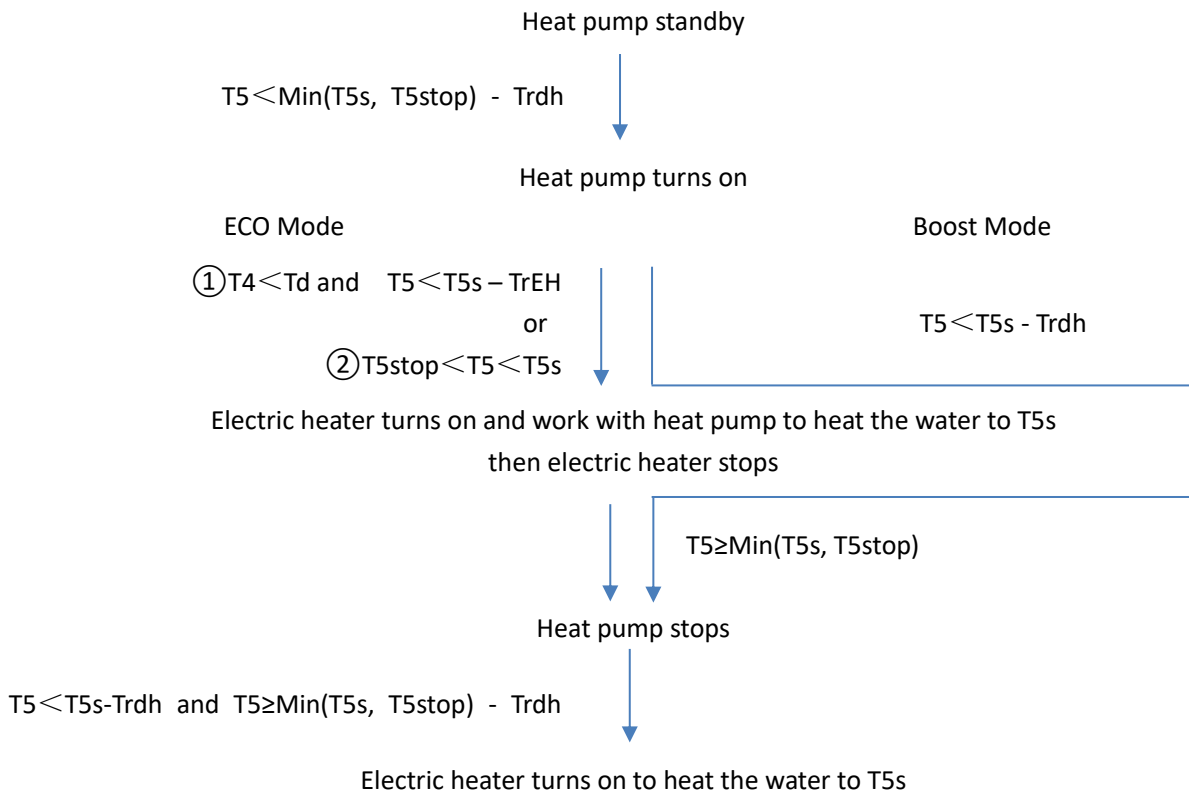 Heat pump standby
T5＜Min(T5s, T5stop) - Trdh
Heat pump turns on
ECO Mode
Boost Mode
①T4＜Td and T5＜T5s – TrEH
or
T5＜T5s - Trdh
②T5stop＜T5＜T5s
Electric heater turns on and work with heat pump to heat the water to T5s
then electric heater stops
T5≥Min(T5s, T5stop)
Heat pump stops
T5＜T5s-Trdh and T5≥Min(T5s, T5stop) - Trdh
Electric heater turns on to heat the water to T5s